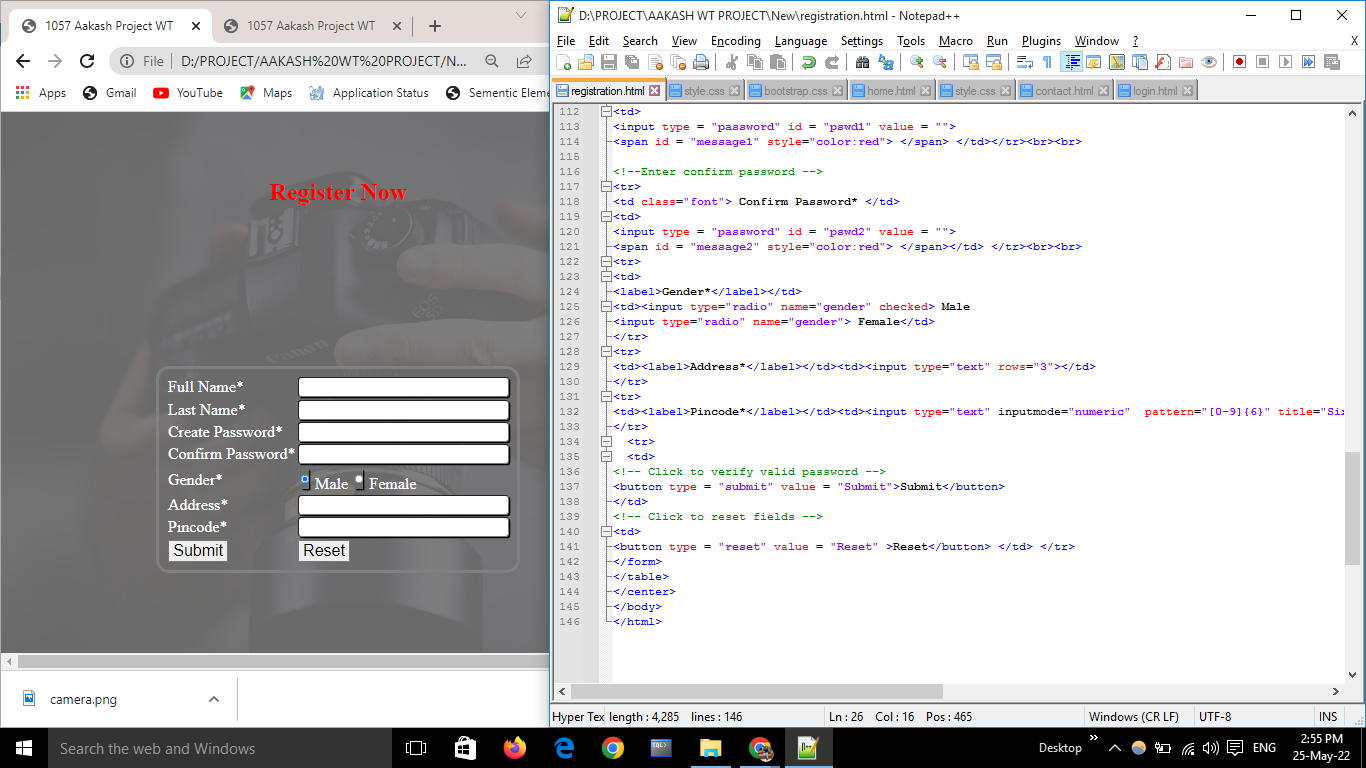 1057 Aakash Project WT
1057 Aakash Project WT
File
D:/PROJECT/AAKASH%20WT%20PROJECT/N...
Apps
Gmail
YouTube
Maps
Application Status
Sementic Eleme
Register Now
Full Name*
Last Name*
Create Password*
Confirm Password*
Gender* Male Female
Address*
Pincode*
Submit Reset
camera.png
D:\PROJECT\AAKASH WT PROJECT\New\registration.html - Notepad++
File Edit Search View Encoding Language Settings Tools Macro Run Plugins Window ? X
registration.html style.css bootstrap.css home.html style.css contact.html login.html
112 <td>
113 <input type = "password" id = "pswd1" value = "">
114 <span id = "message1" style="color:red"> </span> </td></tr><br><br>
115
116 <!--Enter confirm password -->
117 <tr>
118 <td class="font"> Confirm Password* </td>
119 <td>
120 <input type = "password" id = "pswd2" value = "">
121 <span id = "message2" style="color:red"> </span></td> </tr><br><br>
122 <tr>
123 <td>
124 <label>Gender*</label></td>
125 <td><input type="radio" name="gender" checked> Male
126 <input type="radio" name="gender"> Female</td>
127 </tr>
128 <tr>
129 <td><label>Address*</label></td><td><input type="text" rows="3"></td>
130 </tr>
131 <tr>
132 <td><label>Pincode*</label></td><td><input type="text" inputmode="numeric"  pattern="[0-9]{6}" title="Si
133 </tr>
134 <tr>
135 <td>
136 <!-- Click to verify valid password -->
137 <button type = "submit" value = "Submit">Submit</button>
138 </td>
139 <!-- Click to reset fields -->
140 <td>
141 <button type = "reset" value = "Reset" >Reset</button> </td> </tr>
142 </form>
143 </table>
144 </center>
145 </body>
146 </html>
Hyper Tex length : 4,285 lines : 146 Ln : 26 Col : 16 Pos : 465 Windows (CR LF) UTF-8 INS
Search the web and Windows
SQL>
Desktop
ENG
2:55 PM
25-May-22